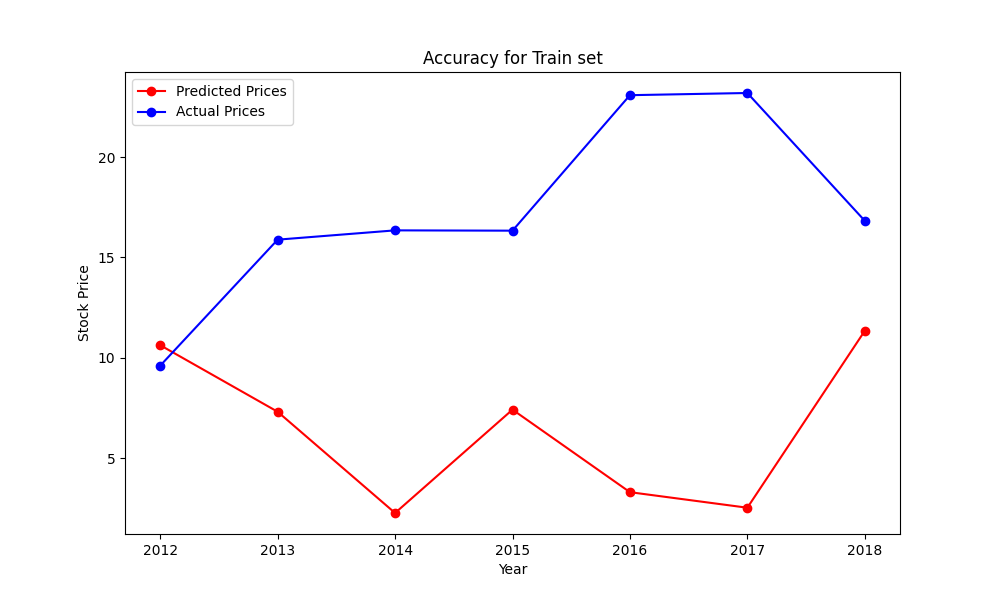 Accuracy for Train set
Predicted Prices
Actual Prices
Stock Price
20
15
10
5
2012 2013 2014 2015 2016 2017 2018
Year